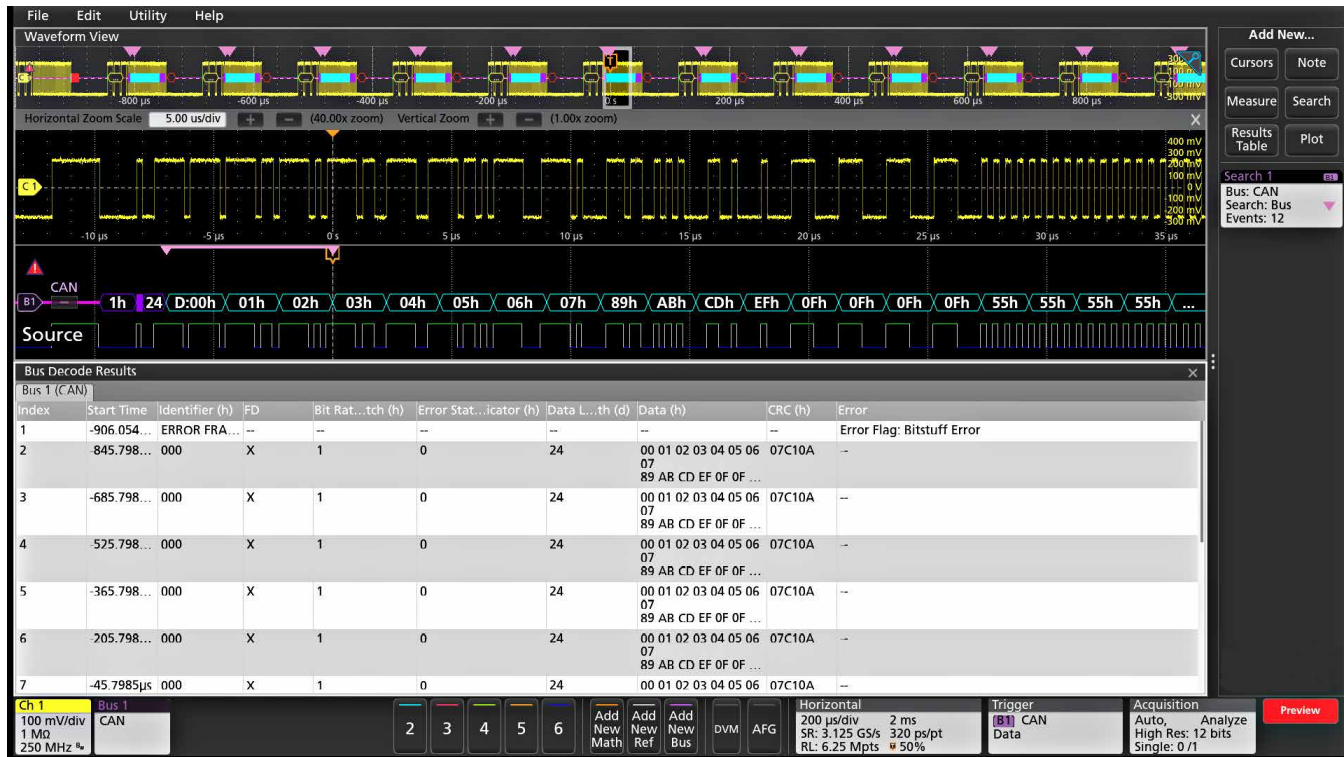 File Edit Utility Help
Waveform View
Add New...
Cursors Note
Measure Search
Results Table Plot
Search 1 B1
Bus: CAN
Search: Bus
Events: 12
T
-800 µs -600 µs -400 µs -200 µs 0 s 200 µs 400 µs 600 µs 800 µs
Horizontal Zoom Scale 5.00 us/div + - (40.00x zoom) Vertical Zoom + - (1.00x zoom) X
400 mV
300 mV
200 mV
100 mV
0 V
-100 mV
-200 mV
-300 mV
C1
-10 µs -5 µs 0 s 5 µs 10 µs 15 µs 20 µs 25 µs 30 µs 35 µs
CAN
B1 1h 24 D:00h 01h 02h 03h 04h 05h 06h 07h 89h ABh CDh EFh 0Fh 0Fh 0Fh 0Fh 55h 55h 55h 55h ...
Source
Bus Decode Results
Bus 1 (CAN)
Index Start Time Identifier (h) FD Bit Rat...tch (h) Error Stat...icator (h) Data L...th (d) Data (h) CRC (h) Error
1 -906.054... ERROR FRA... -- -- -- -- -- -- Error Flag: Bitstuff Error
2 -845.798... 000 X 1 0 24 00 01 02 03 04 05 06 07C10A --
07
89 AB CD EF 0F 0F ...
3 -685.798... 000 X 1 0 24 00 01 02 03 04 05 06 07C10A --
07
89 AB CD EF 0F 0F ...
4 -525.798... 000 X 1 0 24 00 01 02 03 04 05 06 07C10A --
07
89 AB CD EF 0F 0F ...
5 -365.798... 000 X 1 0 24 00 01 02 03 04 05 06 07C10A --
07
89 AB CD EF 0F 0F ...
6 -205.798... 000 X 1 0 24 00 01 02 03 04 05 06 07C10A --
07
89 AB CD EF 0F 0F ...
7 -45.7985µs 000 X 1 0 24 00 01 02 03 04 05 06 07C10A --
Ch 1
100 mV/div
1 MΩ
250 MHz
Bus 1
CAN
2 3 4 5 6
Add New Math
Add New Ref
Add New Bus
DVM AFG
Horizontal
200 µs/div 2 ms
SR: 3.125 GS/s 320 ps/pt
RL: 6.25 Mpts 50%
Trigger
B1 CAN
Data
Acquisition
Auto, Analyze
High Res: 12 bits
Single: 0 /1
Preview